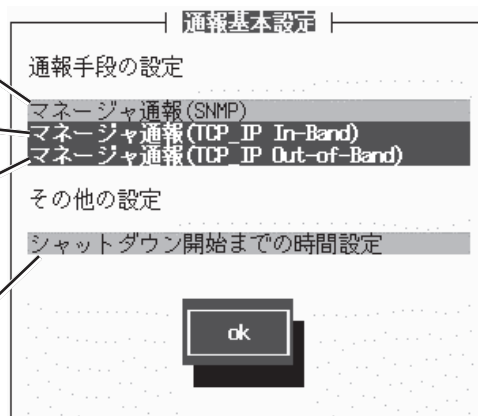 通報基本設定
通報手段の設定
マネージャ通報(SNMP)
マネージャ通報(TCP_IP In-Band)
マネージャ通報(TCP_IP Out-of-Band)
その他の設定
シャットダウン開始までの時間設定
ok